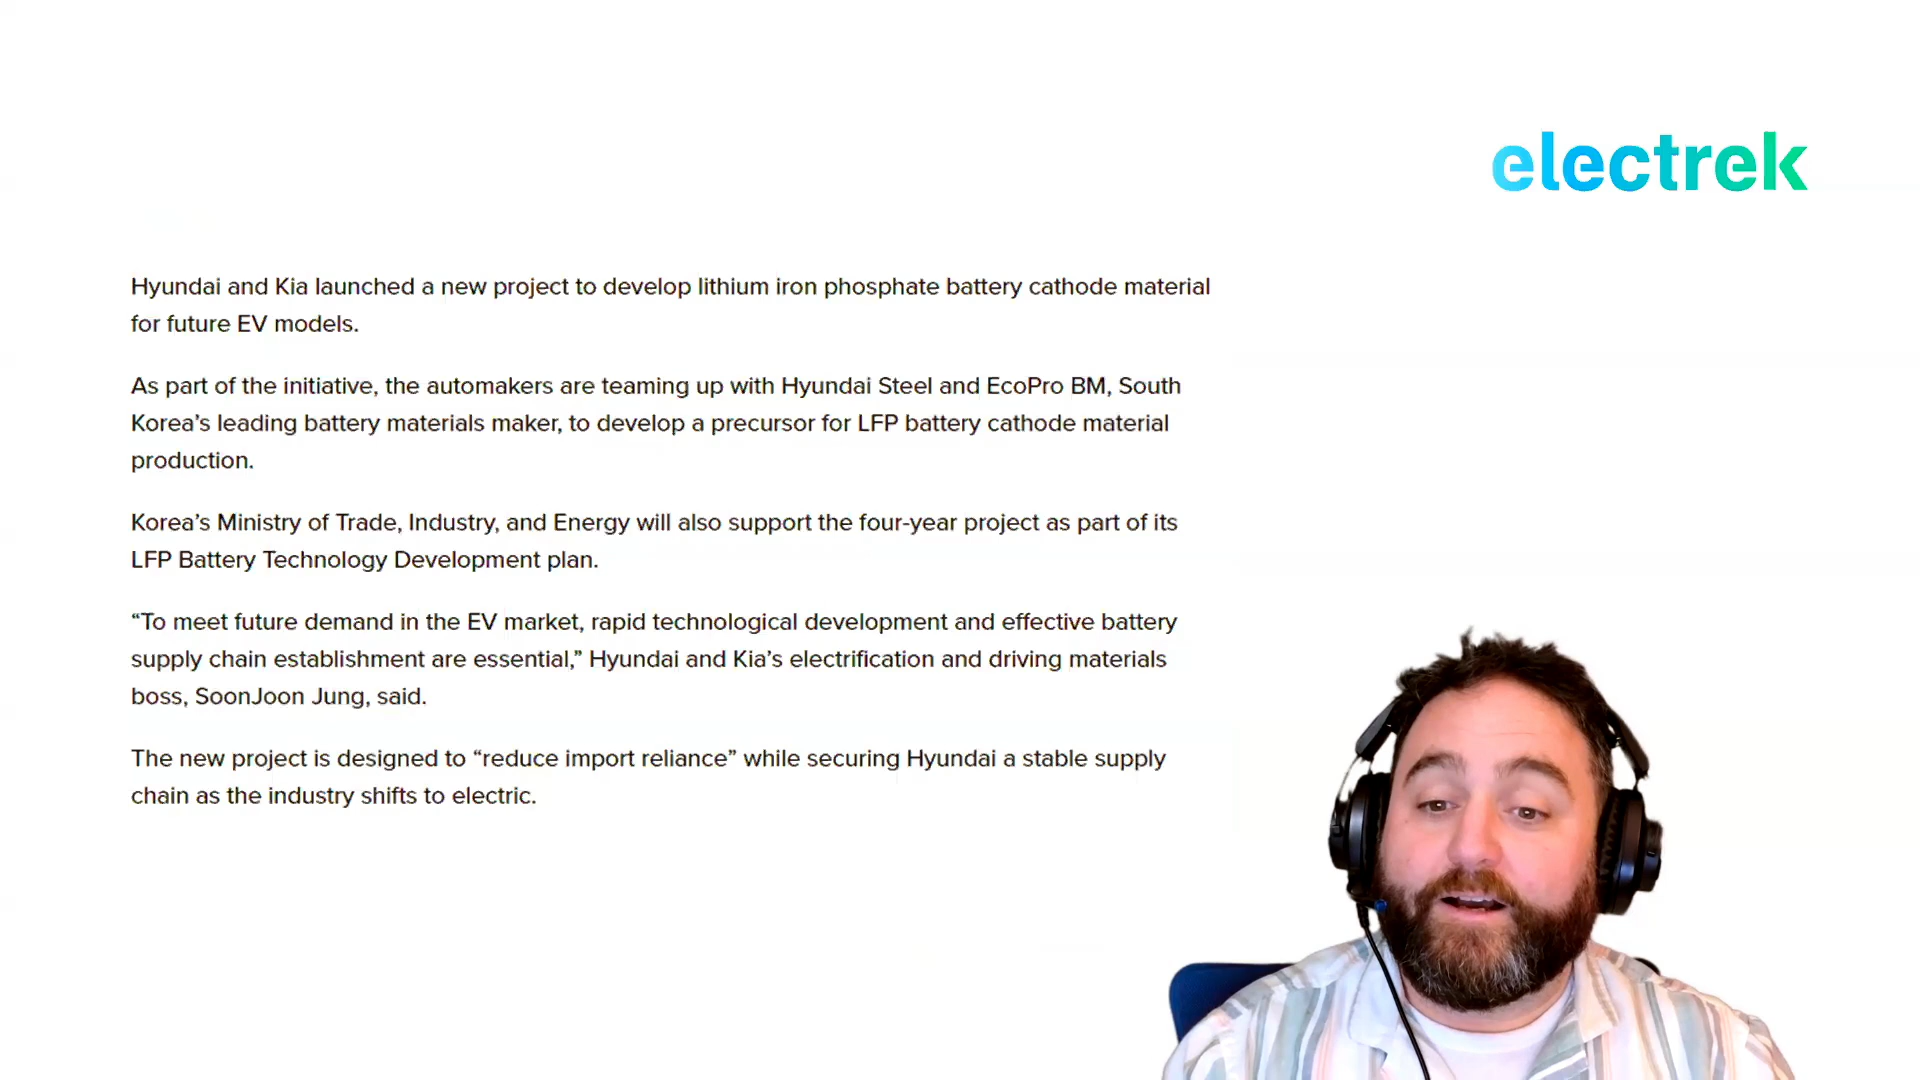 electrek
Hyundai and Kia launched a new project to develop lithium iron phosphate battery cathode material
for future EV models.
As part of the initiative, the automakers are teaming up with Hyundai Steel and EcoPro BM, South
Korea’s leading battery materials maker, to develop a precursor for LFP battery cathode material
production.
Korea’s Ministry of Trade, Industry, and Energy will also support the four-year project as part of its
LFP Battery Technology Development plan.
“To meet future demand in the EV market, rapid technological development and effective battery
supply chain establishment are essential,” Hyundai and Kia’s electrification and driving materials
boss, SoonJoon Jung, said.
The new project is designed to “reduce import reliance” while securing Hyundai a stable supply
chain as the industry shifts to electric.